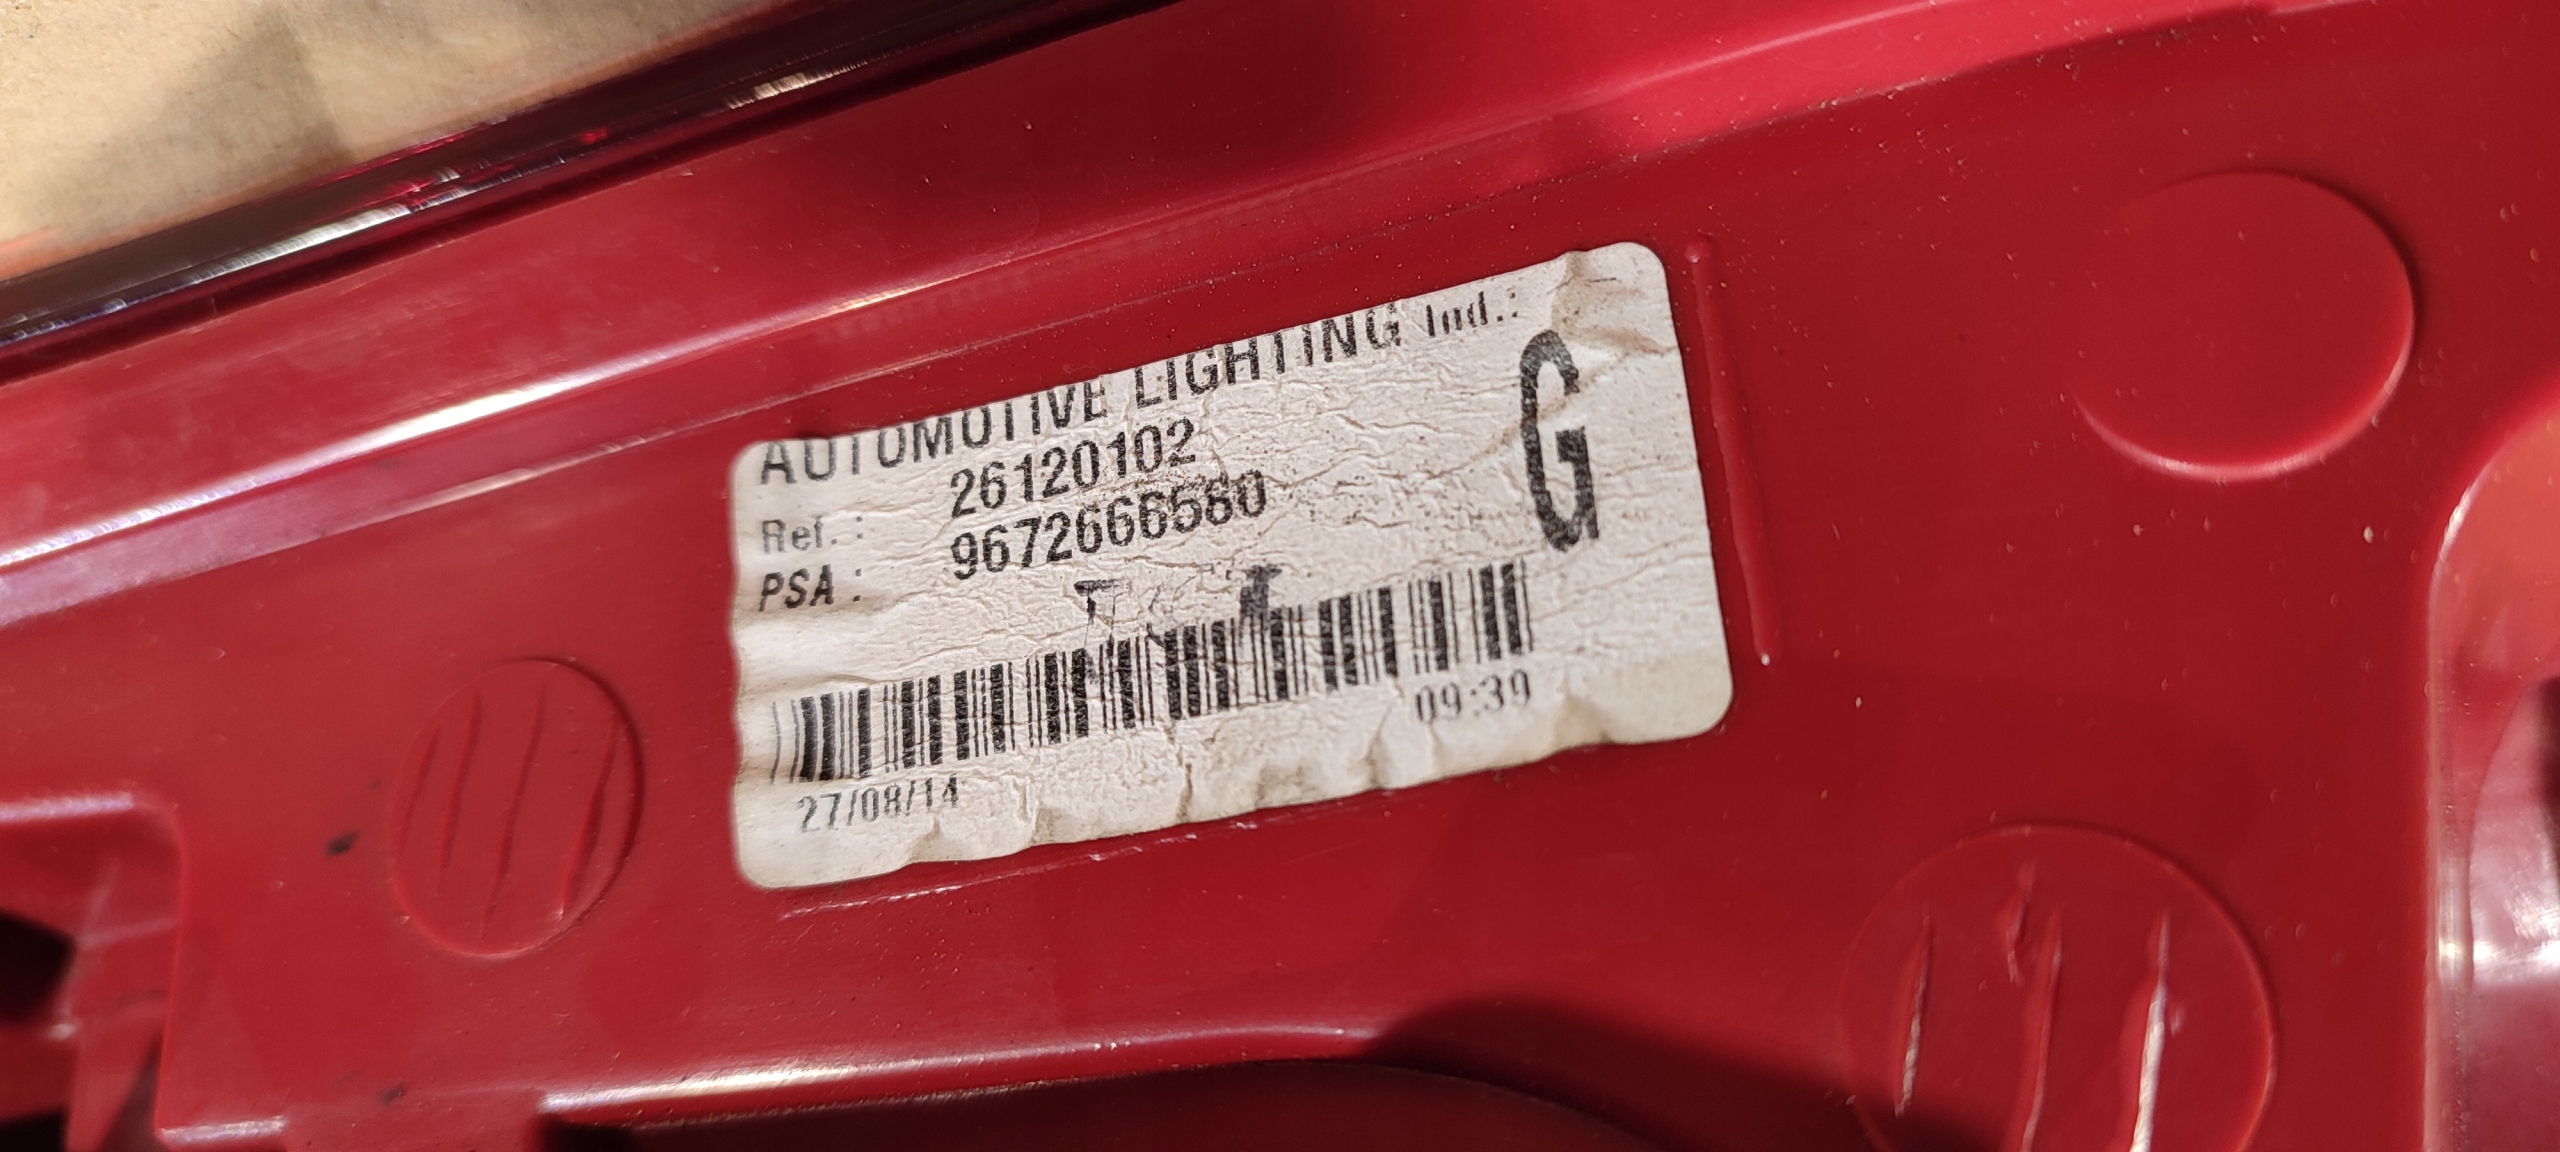 AUTOMOTIVE LIGHTING Ind.:
G
Ref. : 26120102
PSA : 9672666580
27/08/14 09:39